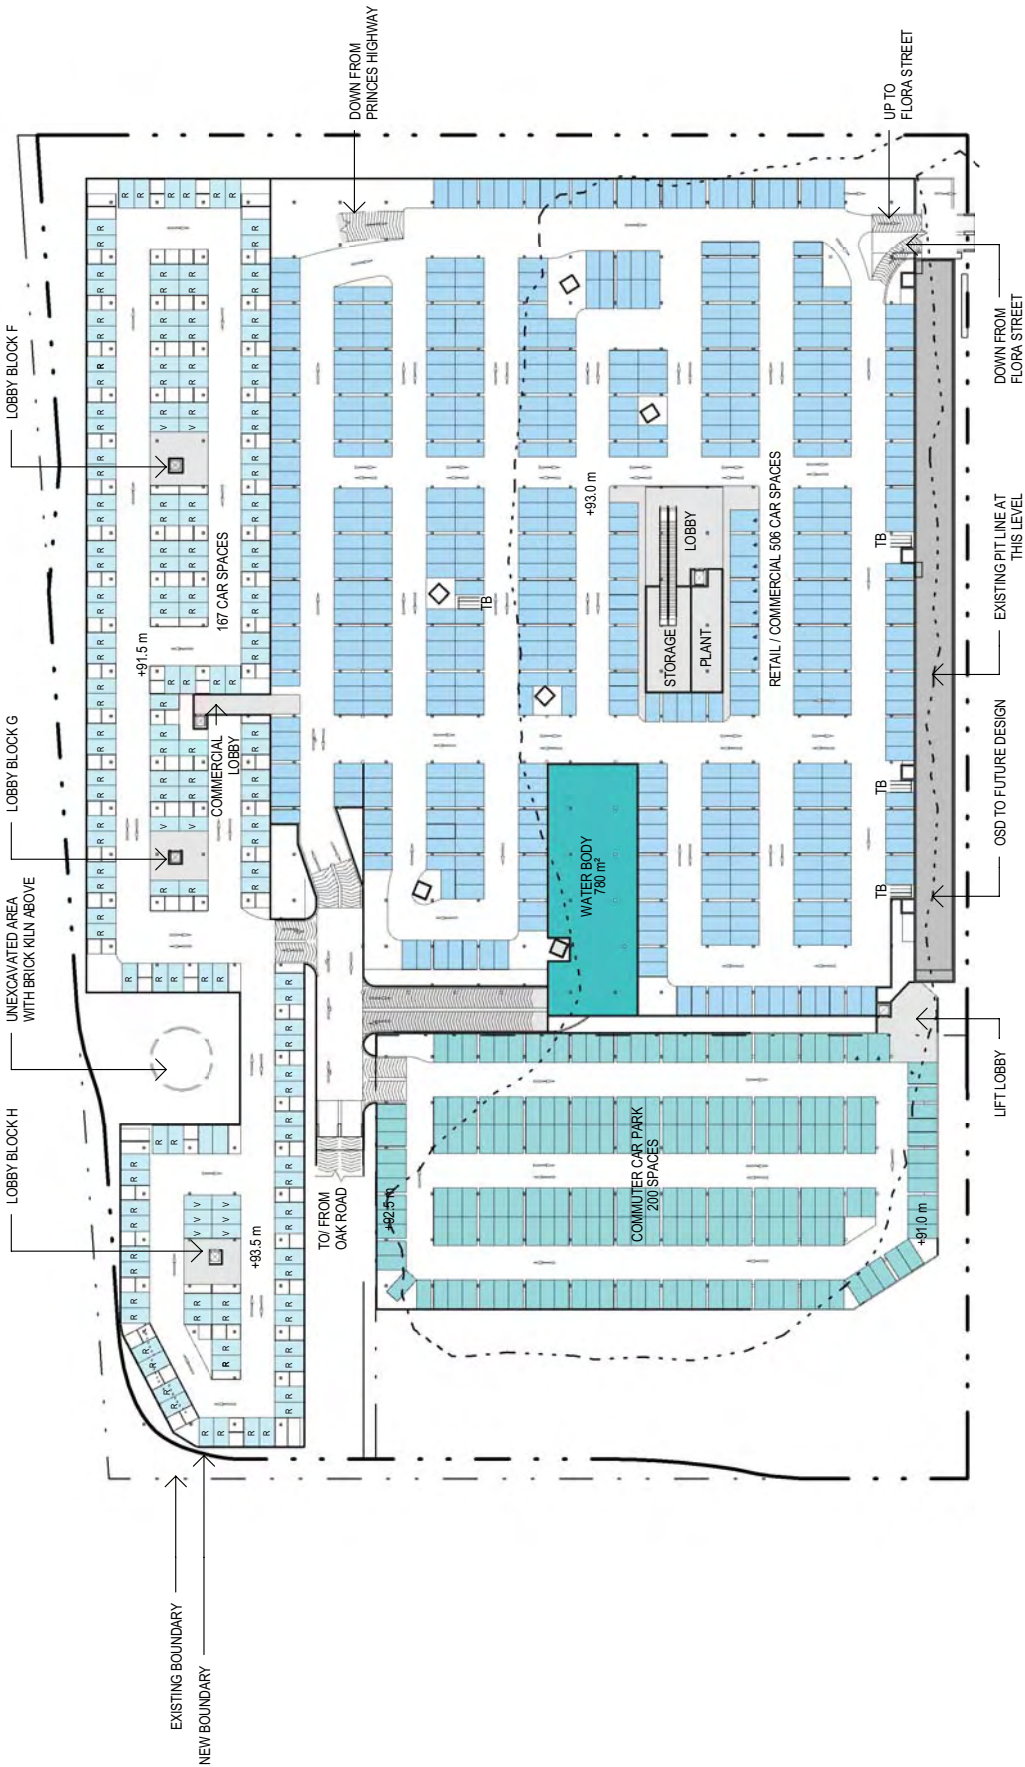 EXISTING BOUNDARY
NEW BOUNDARY
LOBBY BLOCK H
UNEXCAVATED AREA
WITH BRICK KILN ABOVE
LOBBY BLOCK G
LOBBY BLOCK F
+91.5 m
167 CAR SPACES
COMMERCIAL
LOBBY
+93.5 m
TO/ FROM
OAK ROAD
DOWN FROM
PRINCES HIGHWAY
+92.5 m
TB
WATER BODY
780 m²
+93.0 m
COMMUTER CAR PARK
200 SPACES
STORAGE
PLANT
LOBBY
RETAIL / COMMERCIAL 506 CAR SPACES
+91.0 m
TB
TB
TB
UP TO
FLORA STREET
LIFT LOBBY
OSD TO FUTURE DESIGN
EXISTING PIT LINE AT
THIS LEVEL
DOWN FROM
FLORA STREET